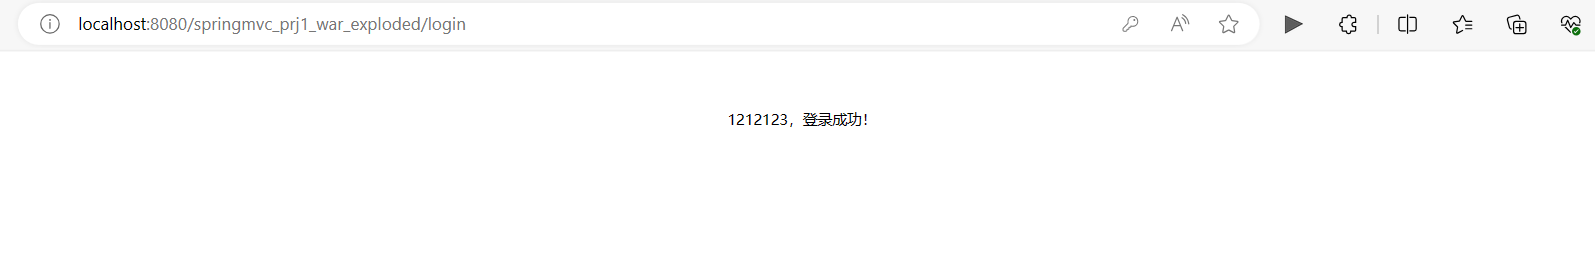 localhost:8080/springmvc_prj1_war_exploded/login
1212123，登录成功！